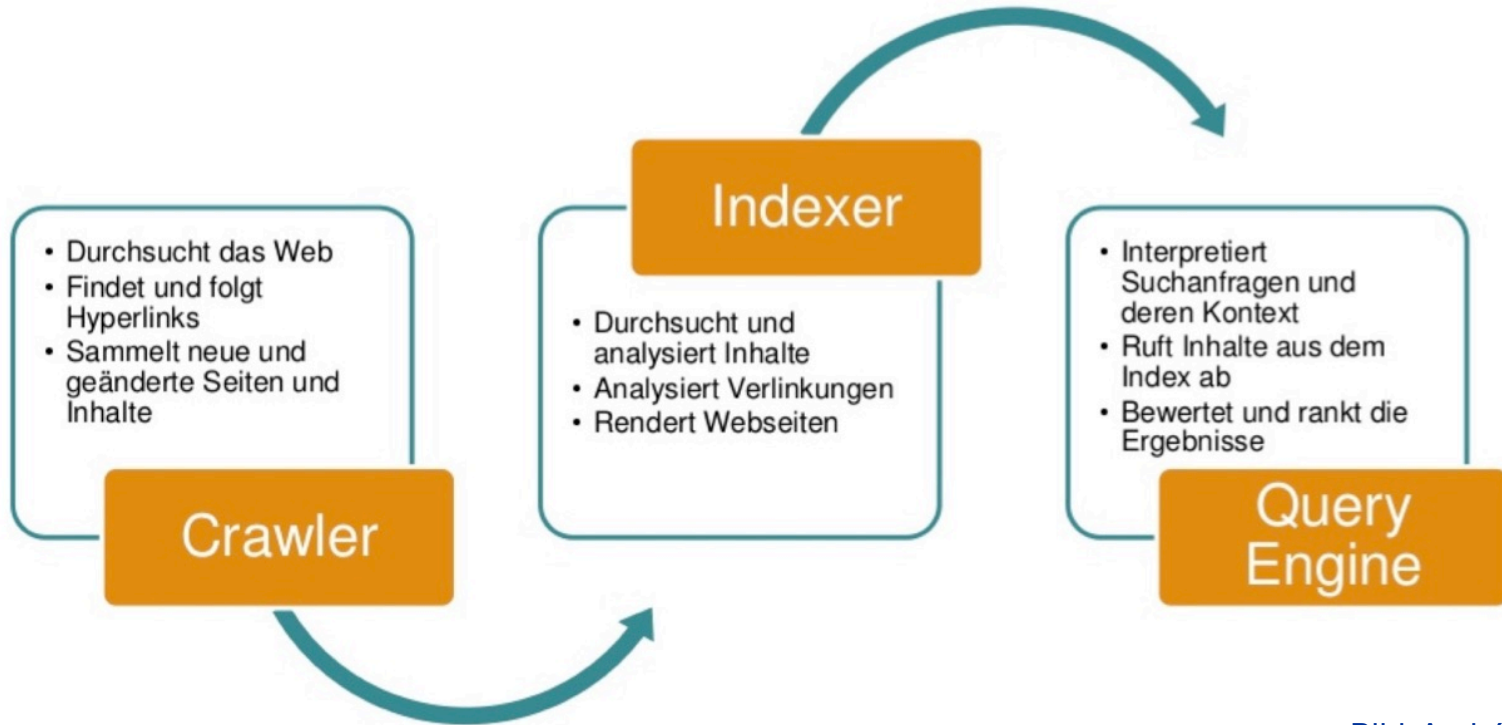 • Durchsucht das Web
• Findet und folgt
Hyperlinks
• Sammelt neue und
geänderte Seiten und
Inhalte
Crawler
Indexer
• Durchsucht und
analysiert Inhalte
• Analysiert Verlinkungen
• Rendert Webseiten
• Interpretiert
Suchanfragen und
deren Kontext
• Ruft Inhalte aus dem
Index ab
• Bewertet und rankt die
Ergebnisse
Query
Engine